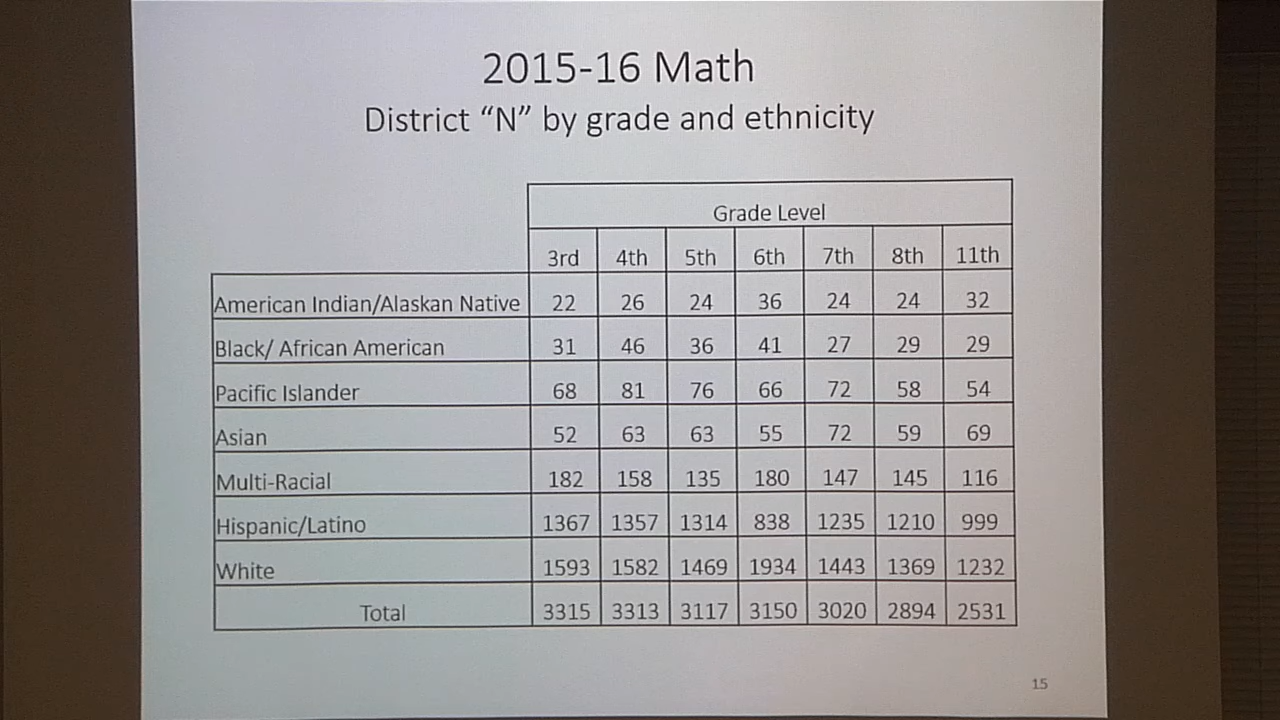 2015-16 Math
District “N” by grade and ethnicity
Grade Level
3rd 4th 5th 6th 7th 8th 11th
American Indian/Alaskan Native 22 26 24 36 24 24 32
Black/ African American 31 46 36 41 27 29 29
Pacific Islander 68 81 76 66 72 58 54
Asian 52 63 63 55 72 59 69
Multi-Racial 182 158 135 180 147 145 116
Hispanic/Latino 1367 1357 1314 838 1235 1210 999
White 1593 1582 1469 1934 1443 1369 1232
Total 3315 3313 3117 3150 3020 2894 2531
15